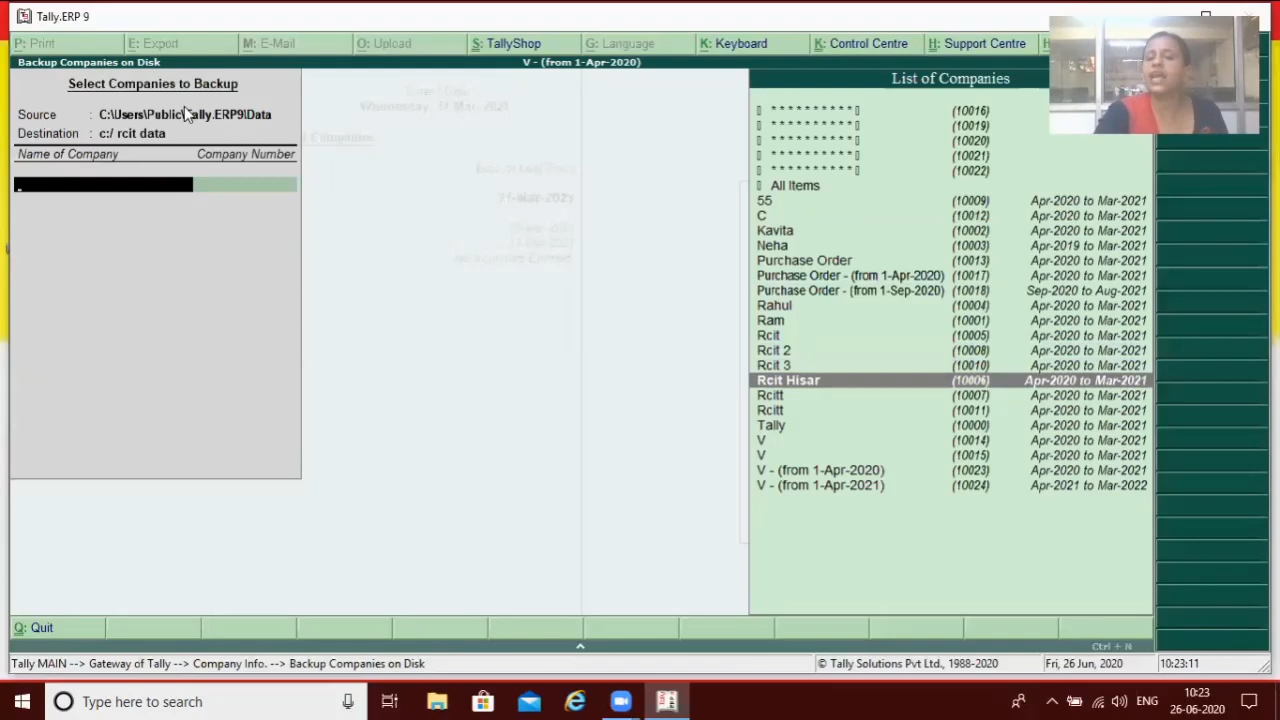 Tally.ERP 9
P: Print E: Export M: E-Mail O: Upload S: TallyShop G: Language K: Keyboard K: Control Centre H: Support Centre H
Backup Companies on Disk V - (from 1-Apr-2020)
Select Companies to Backup
Source : C:\Users\Public\Tally.ERP9\Data
Destination : c:/ rcit data
Name of Company Company Number
Wednesday, 31 Mar, 2021
31-Mar-2021
List of Companies
* * * * * * * * * * (10016)
* * * * * * * * * * (10019)
* * * * * * * * * * (10020)
* * * * * * * * * * (10021)
* * * * * * * * * * (10022)
All Items
55 (10009) Apr-2020 to Mar-2021
C (10012) Apr-2020 to Mar-2021
Kavita (10002) Apr-2020 to Mar-2021
Neha (10003) Apr-2019 to Mar-2021
Purchase Order (10013) Apr-2020 to Mar-2021
Purchase Order - (from 1-Apr-2020) (10017) Apr-2020 to Mar-2021
Purchase Order - (from 1-Sep-2020) (10018) Sep-2020 to Aug-2021
Rahul (10004) Apr-2020 to Mar-2021
Ram (10001) Apr-2020 to Mar-2021
Rcit (10005) Apr-2020 to Mar-2021
Rcit 2 (10008) Apr-2020 to Mar-2021
Rcit 3 (10010) Apr-2020 to Mar-2021
Rcit Hisar (10006) Apr-2020 to Mar-2021
Rcitt (10007) Apr-2020 to Mar-2021
Rcitt (10011) Apr-2020 to Mar-2021
Tally (10000) Apr-2020 to Mar-2021
V (10014) Apr-2020 to Mar-2021
V (10015) Apr-2020 to Mar-2021
V - (from 1-Apr-2020) (10023) Apr-2020 to Mar-2021
V - (from 1-Apr-2021) (10024) Apr-2021 to Mar-2022
Q: Quit
Ctrl + N
Tally MAIN --> Gateway of Tally --> Company Info. --> Backup Companies on Disk © Tally Solutions Pvt Ltd., 1988-2020 Fri, 26 Jun, 2020 10:23:11
Type here to search ENG 10:23
26-06-2020